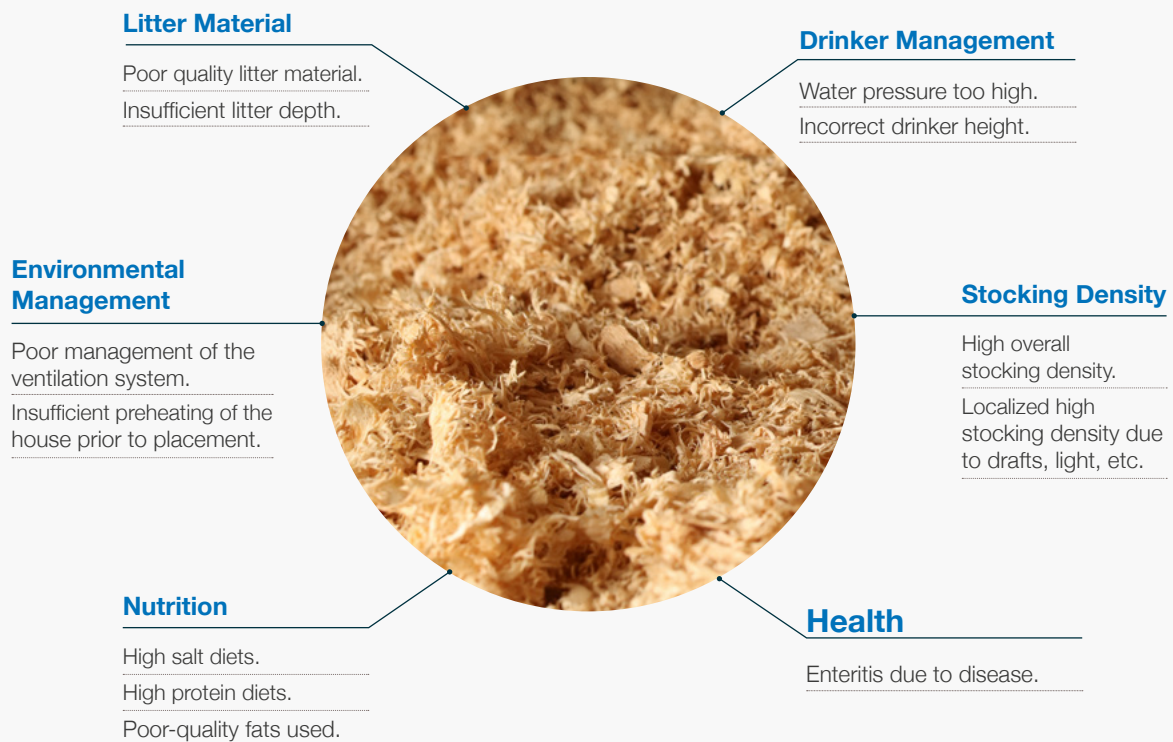 Litter Material
Poor quality litter material.
Insufficient litter depth.
Drinker Management
Water pressure too high.
Incorrect drinker height.
Environmental
Management
Poor management of the
ventilation system.
Insufficient preheating of the
house prior to placement.
Stocking Density
High overall
stocking density.
Localized high
stocking density due
to drafts, light, etc.
Nutrition
High salt diets.
High protein diets.
Poor-quality fats used.
Health
Enteritis due to disease.